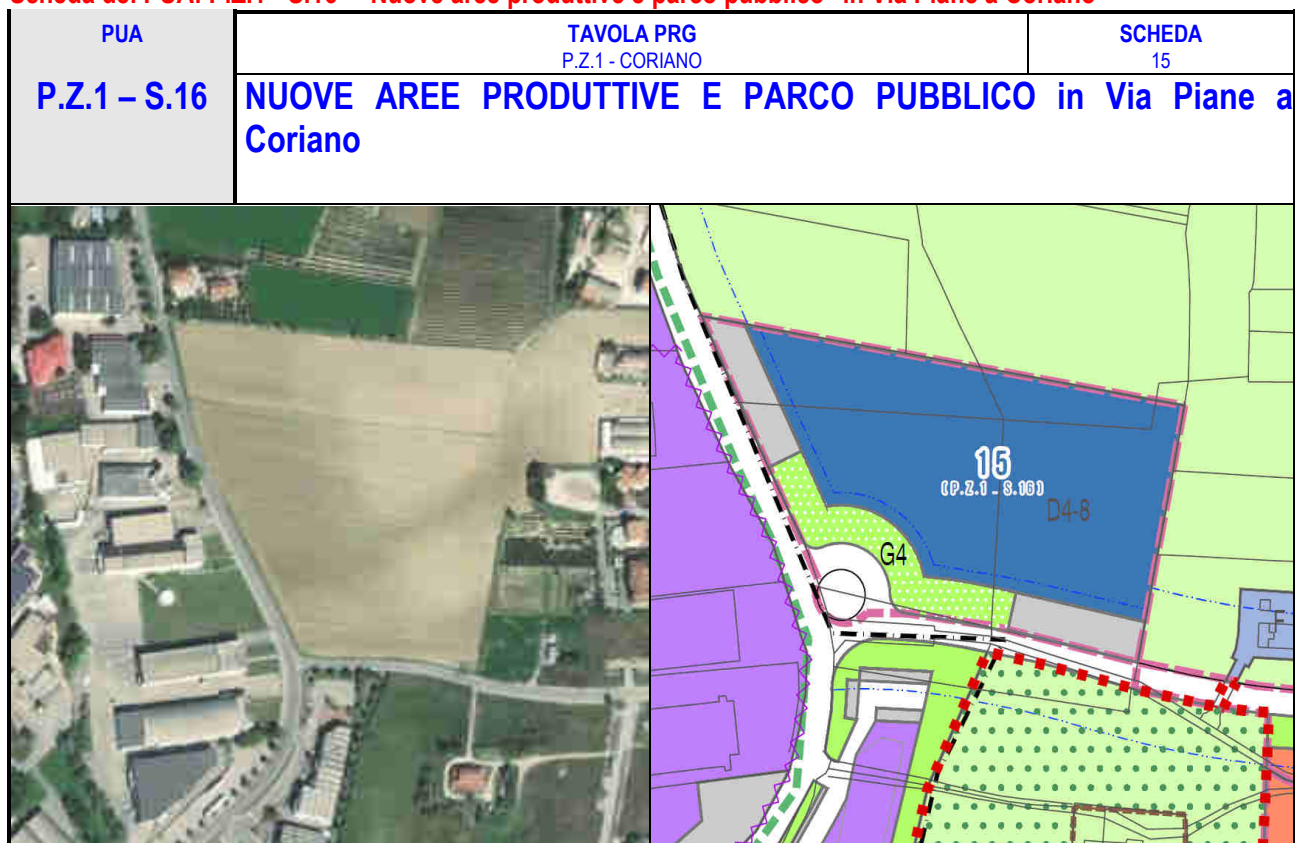 PUA
TAVOLA PRG
SCHEDA
P.Z.1 - CORIANO
15
P.Z.1 – S.16
NUOVE AREE PRODUTTIVE E PARCO PUBBLICO in Via Piane a
Coriano
15
(P.Z.1 - S.16)
D4-8
G4